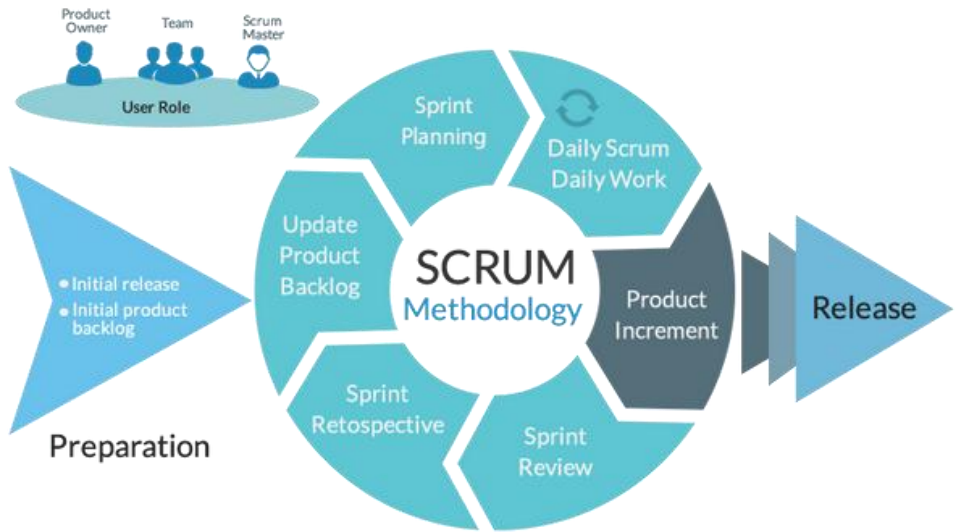 Product
Owner
Team
Scrum
Master
User Role
Sprint
Planning
Daily Scrum
Daily Work
Update
Product
Backlog
SCRUM
Methodology
Product
Increment
Release
Initial release
Initial product
backlog
Sprint
Retospective
Sprint
Review
Preparation